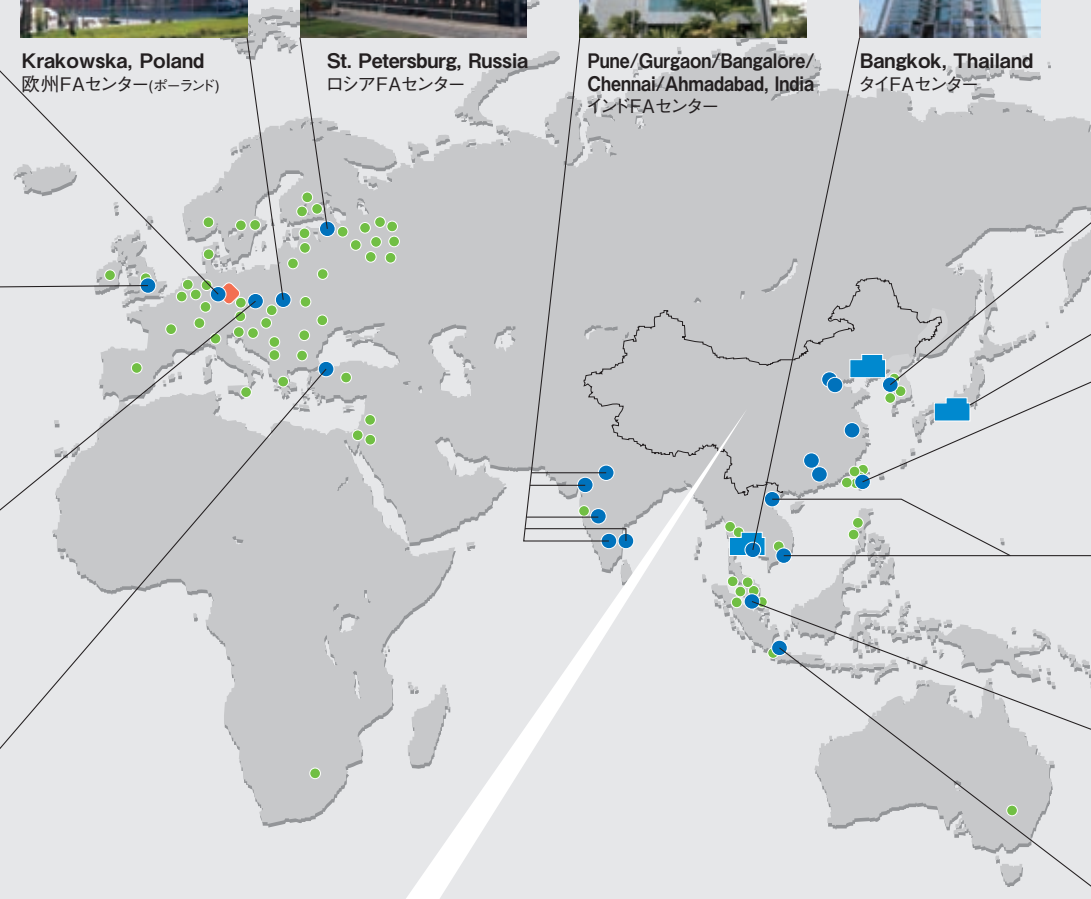 Krakowska, Poland
欧州FAセンター(ポーランド)
St. Petersburg, Russia
ロシアFAセンター
Pune/Gurgaon/Bangalore/
Chennai/Ahmadabad, India
インドFAセンター
Bangkok, Thailand
タイFAセンター